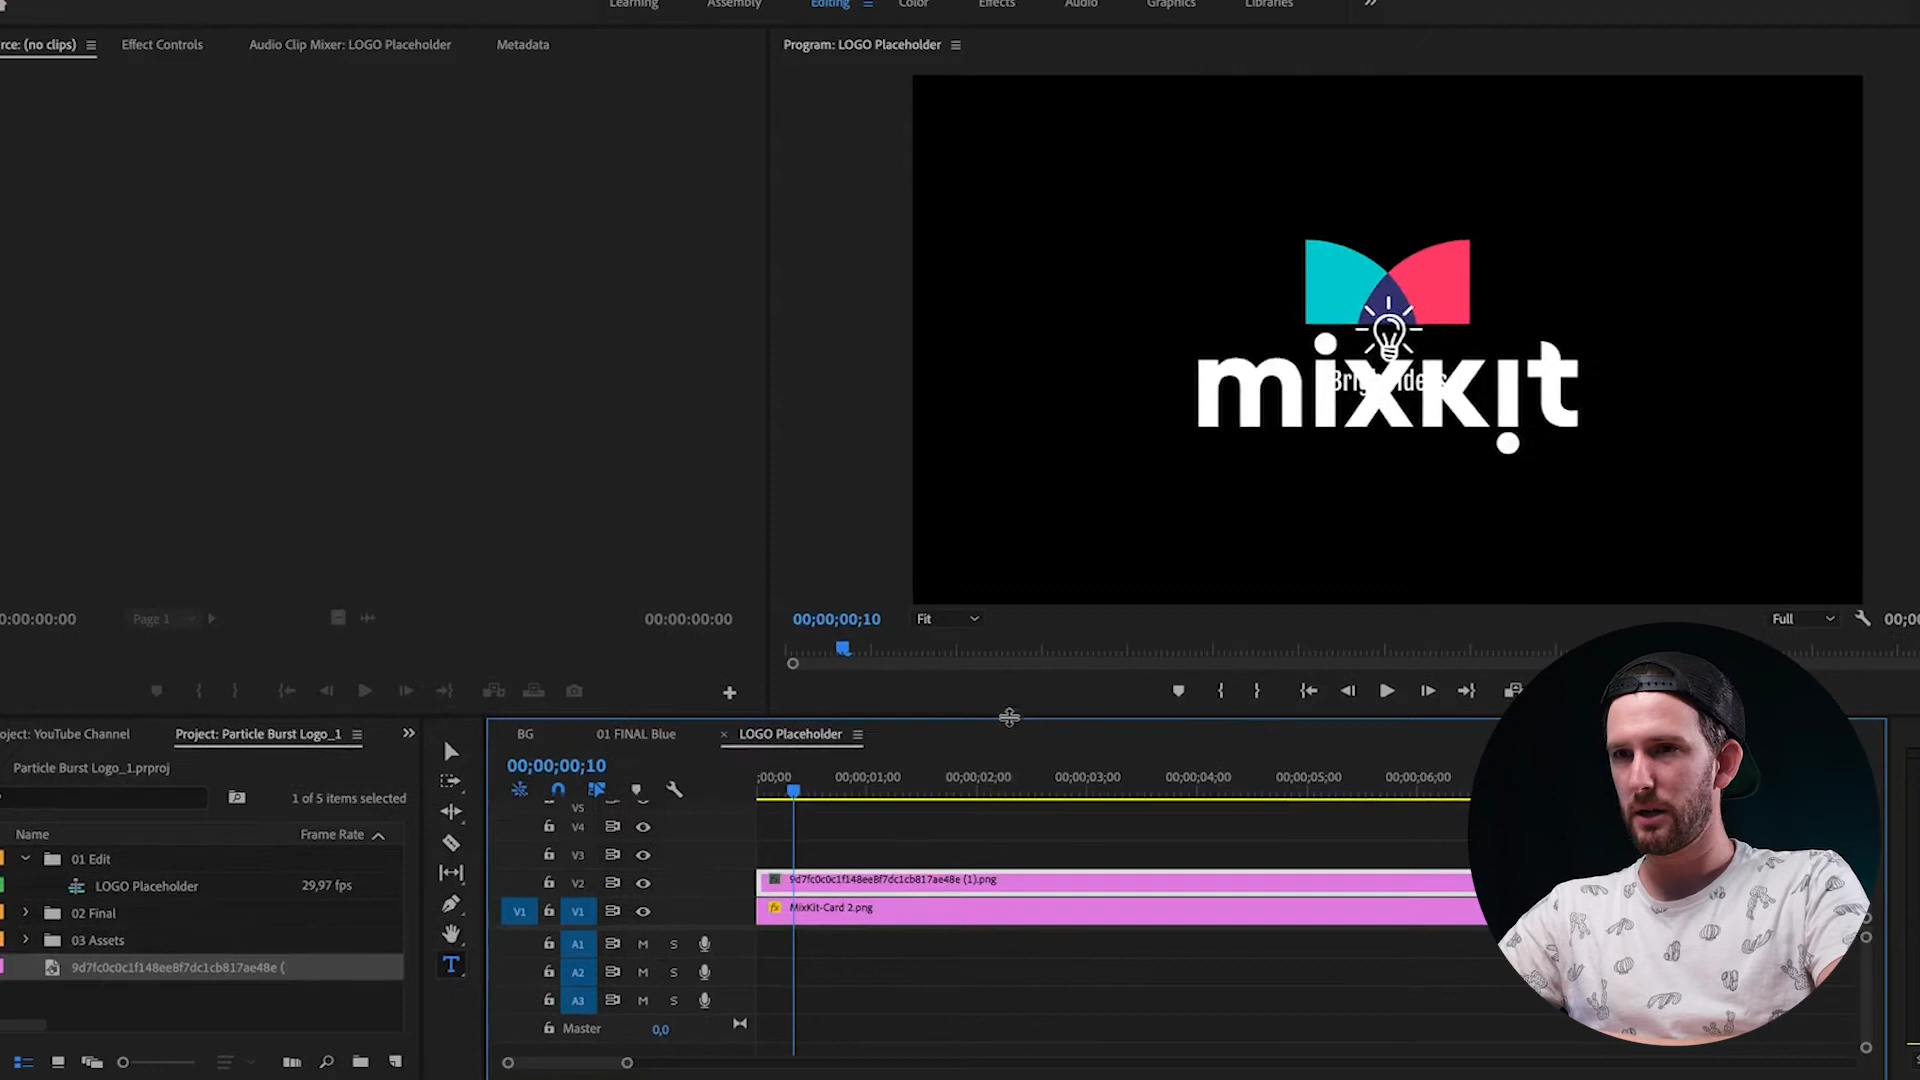 Learning Assembly Editing Color Effects Audio Graphics Libraries
rce: (no clips) Effect Controls Audio Clip Mixer: LOGO Placeholder Metadata
Program: LOGO Placeholder
mixkit
0:00:00:00 Page 1 00:00:00:00
00;00;00;10 Fit Full 00;00
oject: YouTube Channel Project: Particle Burst Logo_1
Particle Burst Logo_1.prproj
1 of 5 items selected
Name Frame Rate
01 Edit
LOGO Placeholder 29,97 fps
02 Final
03 Assets
9d7fc0c0c1f148ee8f7dc1cb817ae48e (
BG 01 FINAL Blue × LOGO Placeholder
00;00;00;10
;00;00 00;00;01;00 00;00;02;00 00;00;03;00 00;00;04;00 00;00;05;00 00;00;06;00
V5
V4
V3
V2 9d7fc0c0c1f148ee8f7dc1cb817ae48e (1).png
V1 V1 MixKit-Card 2.png
A1 M S
A2 M S
A3 M S
Master 0,0